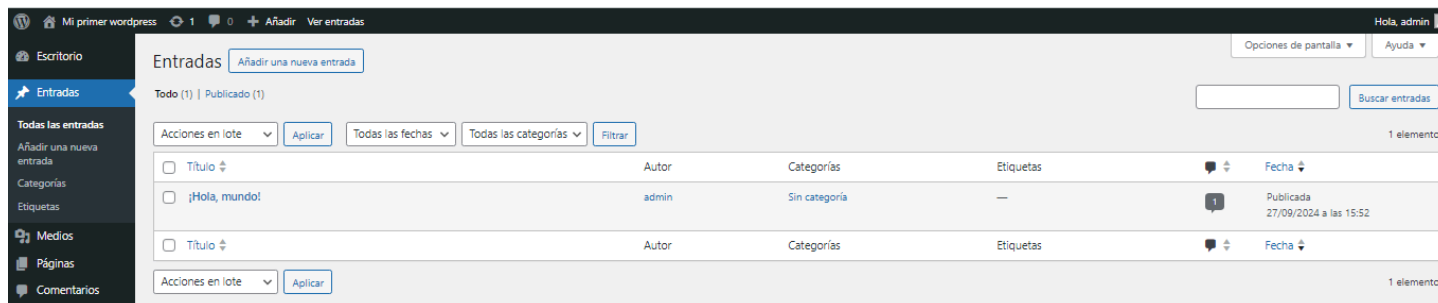 Mi primer wordpress 1 0 + Añadir Ver entradas Hola, admin
Escritorio
Entradas
Todas las entradas
Añadir una nueva
entrada
Categorías
Etiquetas
Medios
Páginas
Comentarios
Opciones de pantalla Ayuda
Entradas Añadir una nueva entrada
Todo (1) | Publicado (1)
Buscar entradas
Acciones en lote Aplicar Todas las fechas Todas las categorías Filtrar 1 elemento
Título Autor Categorías Etiquetas Fecha
¡Hola, mundo! admin Sin categoría — 1 Publicada
27/09/2024 a las 15:52
Título Autor Categorías Etiquetas Fecha
Acciones en lote Aplicar 1 elemento